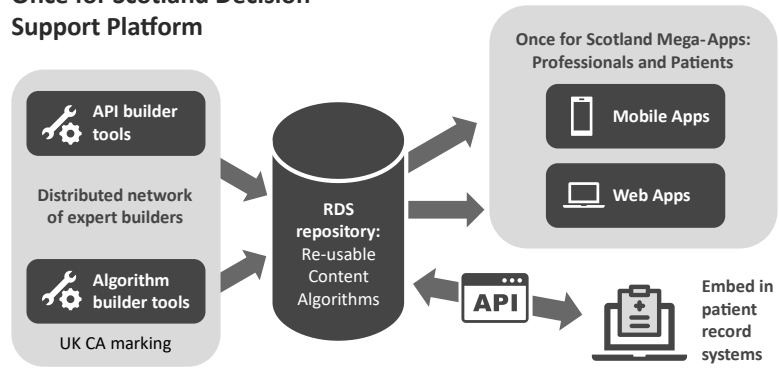 Once for Scotland Decision
Support Platform
API builder
tools
Distributed network
of expert builders
Algorithm
builder tools
UK CA marking
RDS
repository:
Re-usable
Content
Algorithms
Once for Scotland Mega-Apps:
Professionals and Patients
Mobile Apps
Web Apps
API
Embed in
patient
record
systems